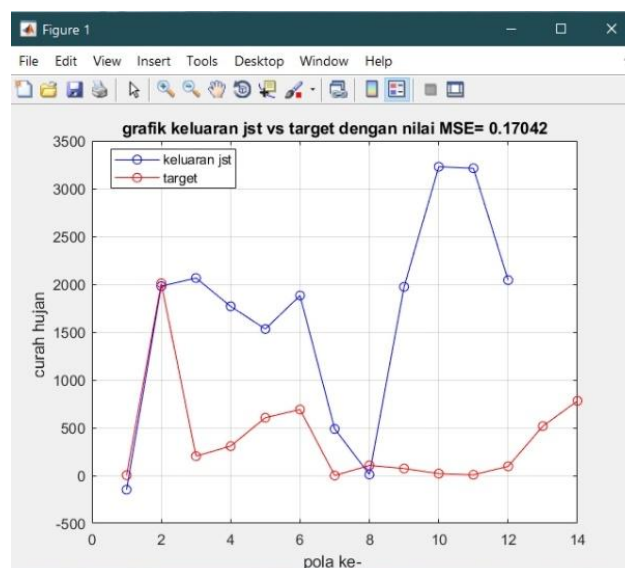 Figure 1
File Edit View Insert Tools Desktop Window Help
grafik keluaran jst vs target dengan nilai MSE= 0.17042
keluaran jst
target
3500
3000
2500
2000
1500
1000
500
0
-500
curah hujan
0 2 4 6 8 10 12 14
pola ke-